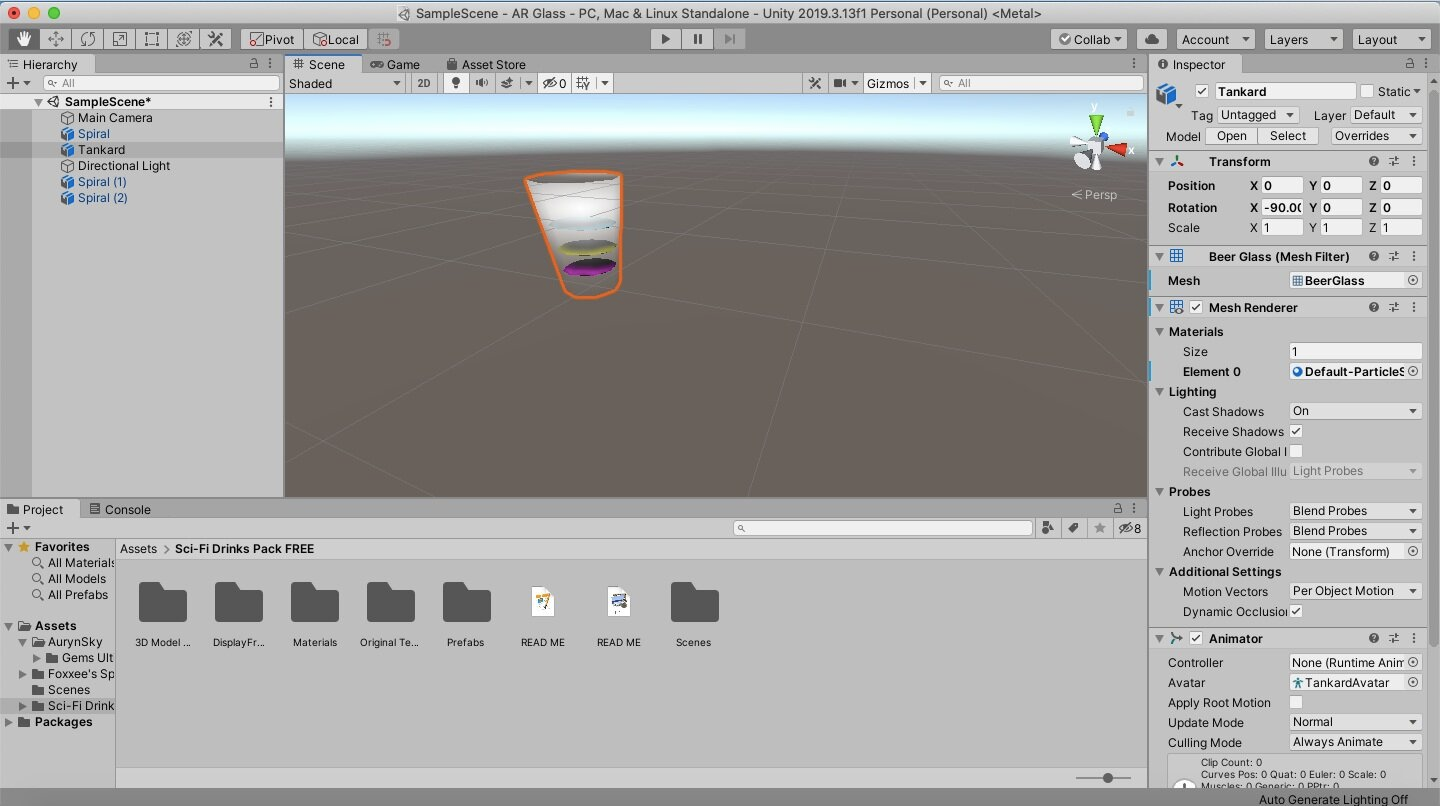 SampleScene - AR Glass - PC, Mac & Linux Standalone - Unity 2019.3.13f1 Personal (Personal) <Metal>
Pivot Local Collab Account Layers Layout
Hierarchy
All
SampleScene*
Main Camera
Spiral
Tankard
Directional Light
Spiral (1)
Spiral (2)
Scene Game Asset Store
Shaded 2D 0 Gizmos All
y
x
Persp
Inspector
Tankard Static
Tag Untagged Layer Default
Model Open Select Overrides
Transform
Position X 0 Y 0 Z 0
Rotation X -90.00 Y 0 Z 0
Scale X 1 Y 1 Z 1
Beer Glass (Mesh Filter)
Mesh BeerGlass
Mesh Renderer
Materials
Size 1
Element 0 Default-ParticleS
Lighting
Cast Shadows On
Receive Shadows
Contribute Global I
Receive Global Illu Light Probes
Probes
Light Probes Blend Probes
Reflection Probes Blend Probes
Anchor Override None (Transform)
Additional Settings
Motion Vectors Per Object Motion
Dynamic Occlusion
Animator
Controller None (Runtime Anim
Avatar TankardAvatar
Apply Root Motion
Update Mode Normal
Culling Mode Always Animate
Clip Count: 0
Curves Pos: 0 Quat: 0 Euler: 0 Scale: 0
Muscles: 0 Generic: 0 PPtr: 0
Project Console
8
Favorites
All Materials
All Models
All Prefabs
Assets
AurynSky
Gems Ult
Foxxee's Sp
Scenes
Sci-Fi Drink
Packages
Assets > Sci-Fi Drinks Pack FREE
3D Model ... DisplayFr... Materials Original Te... Prefabs READ ME READ ME Scenes
Auto Generate Lighting Off